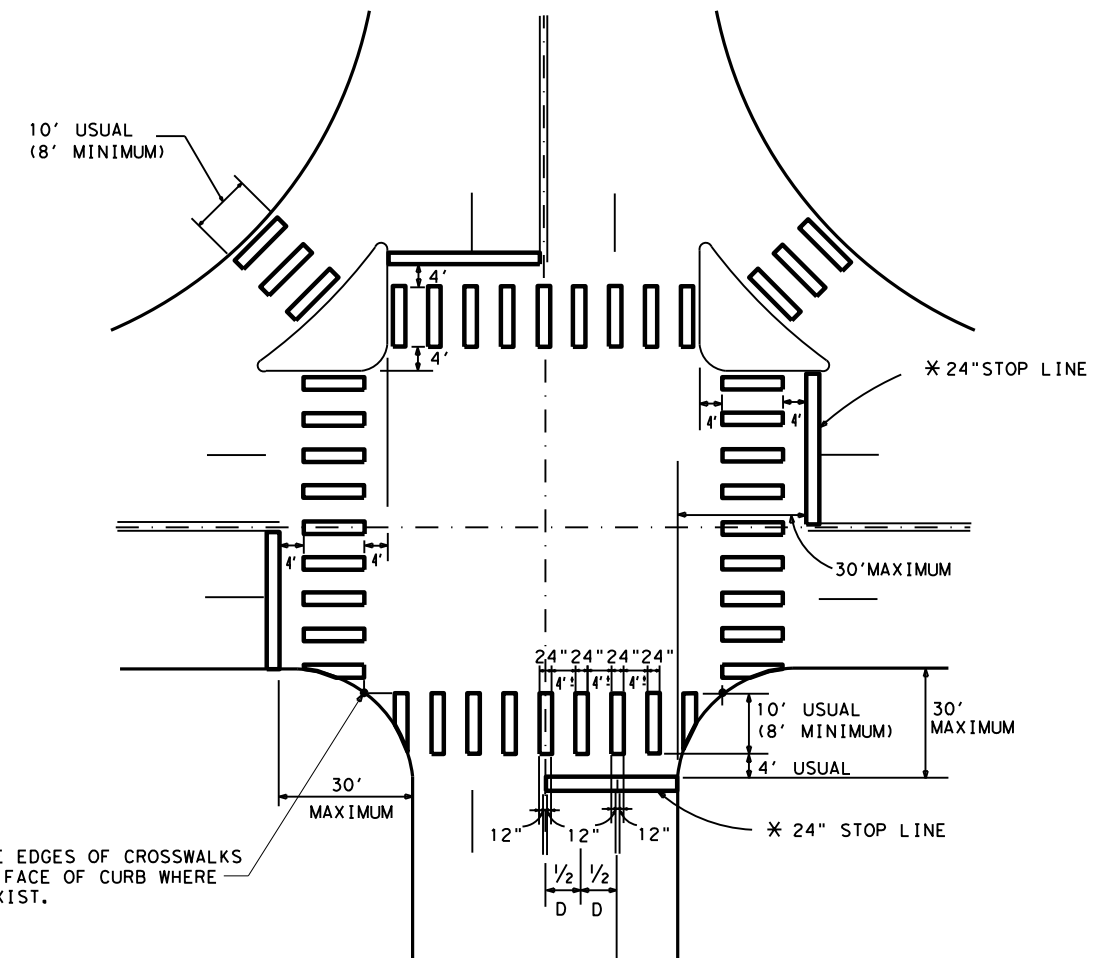 10' USUAL
(8' MINIMUM)
4'
4'
* 24"STOP LINE
4'
4'
30'MAXIMUM
4'
4'
24"24"24"24"
4' 4' 4'
10' USUAL
(8' MINIMUM)
30'
MAXIMUM
4' USUAL
30'
MAXIMUM
12" 12" 12"
* 24" STOP LINE
EDGES OF CROSSWALKS
FACE OF CURB WHERE
1/2 1/2
D D